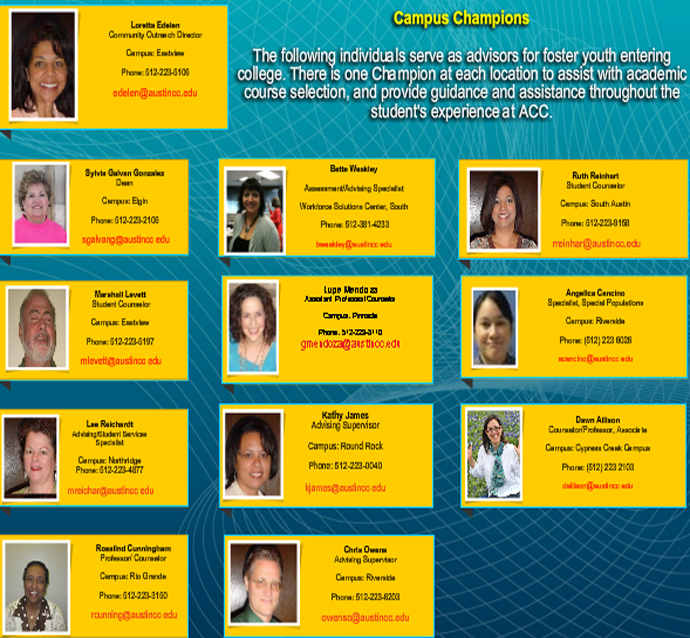 Campus Champions
The following individuals serve as advisors for foster youth entering
college. There is one Champion at each location to assist with academic
course selection, and provide guidance and assistance throughout the
student's experience at ACC.
Loretta Edelen
Community Outreach Director
Campus: Eastview
Phone: 512-223-5106
edelen@austincc.edu
Sylvia Galvan Gonzalez
Dean
Campus: Elgin
Phone: 512-223-2106
sgalvang@austincc.edu
Bette Weakley
Assessment/Advising Specialist
Workforce Solutions Center, South
Phone: 512-381-4233
bweakley@austincc.edu
Ruth Reinhart
Student Counselor
Campus: South Austin
Phone: 512-223-9158
rreinhar@austincc.edu
Marshall Levett
Student Counselor
Campus: Eastview
Phone: 512-223-5197
mlevett@austincc.edu
Lupe Mendoza
Assistant Professor/Counselor
Campus: Pinnacle
Phone: 512-223-8110
gmendoza@austincc.edu
Angelica Cancino
Specialist, Special Populations
Campus: Riverside
Phone: (512) 223 6026
acancino@austincc.edu
Lee Reichardt
Advising/Student Services
Specialist
Campus: Northridge
Phone: 512-223-4877
mreichar@austincc.edu
Kathy James
Advising Supervisor
Campus: Round Rock
Phone: 512-223-0040
kjames@austincc.edu
Dawn Allison
Counselor/Professor, Associate
Campus: Cypress Creek Campus
Phone: (512) 223 2103
dallison@austincc.edu
Rosalind Cunningham
Professor/ Counselor
Campus: Rio Grande
Phone: 512-223-3150
rcunning@austincc.edu
Chris Owens
Advising Supervisor
Campus: Riverside
Phone: 512-223-6203
owensc@austincc.edu